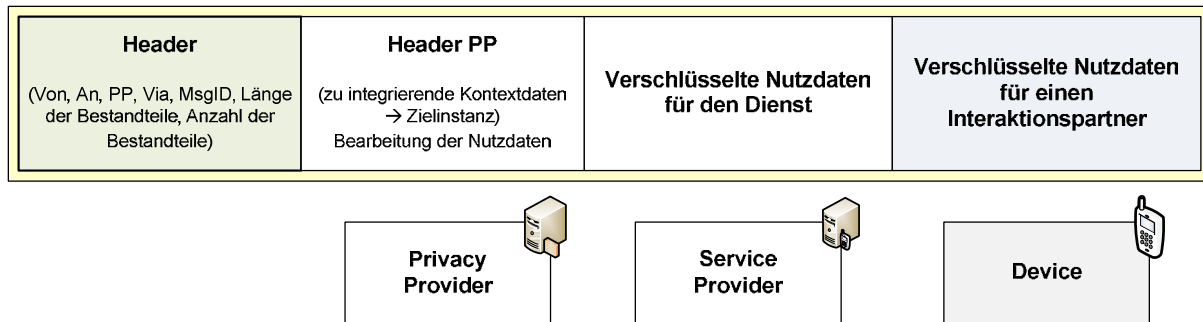 Header
(Von, An, PP, Via, MsgID, Länge
der Bestandteile, Anzahl der
Bestandteile)
Header PP
(zu integrierende Kontextdaten
→ Zielinstanz)
Bearbeitung der Nutzdaten
Verschlüsselte Nutzdaten
für den Dienst
Verschlüsselte Nutzdaten
für einen
Interaktionspartner
Privacy
Provider
Service
Provider
Device